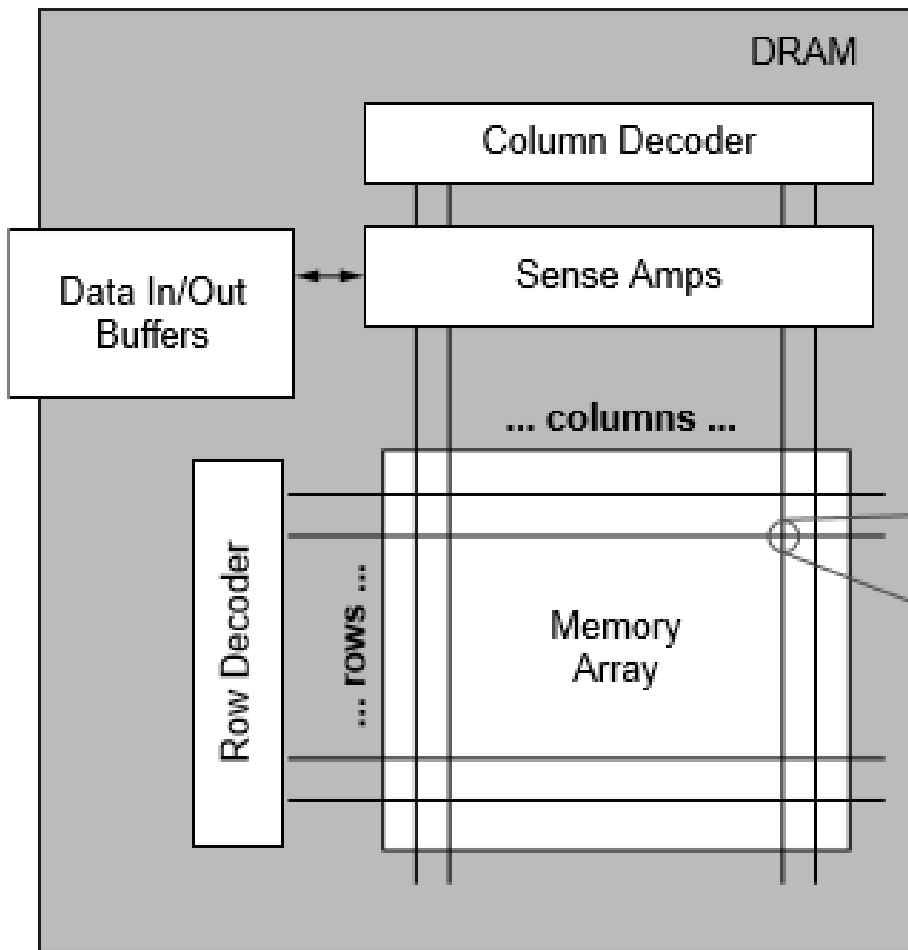 DRAM
Column Decoder
Data In/Out
Buffers
Sense Amps
... columns ...
Row Decoder
... rows ...
Memory
Array